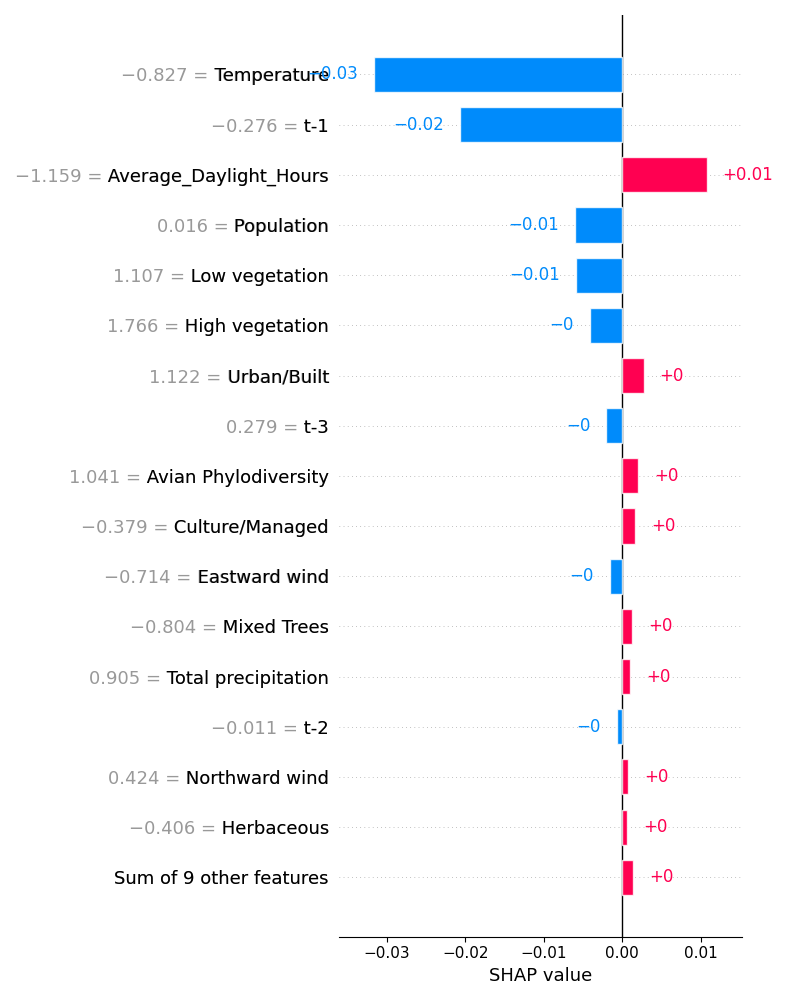 −0.827 = Temperature −0.03
−0.276 = t-1 −0.02
−1.159 = Average_Daylight_Hours +0.01
0.016 = Population −0.01
1.107 = Low vegetation −0.01
1.766 = High vegetation −0
1.122 = Urban/Built +0
0.279 = t-3 −0
1.041 = Avian Phylodiversity +0
−0.379 = Culture/Managed +0
−0.714 = Eastward wind −0
−0.804 = Mixed Trees +0
0.905 = Total precipitation +0
−0.011 = t-2 −0
0.424 = Northward wind +0
−0.406 = Herbaceous +0
Sum of 9 other features +0
−0.03 −0.02 −0.01 0.00 0.01
SHAP value